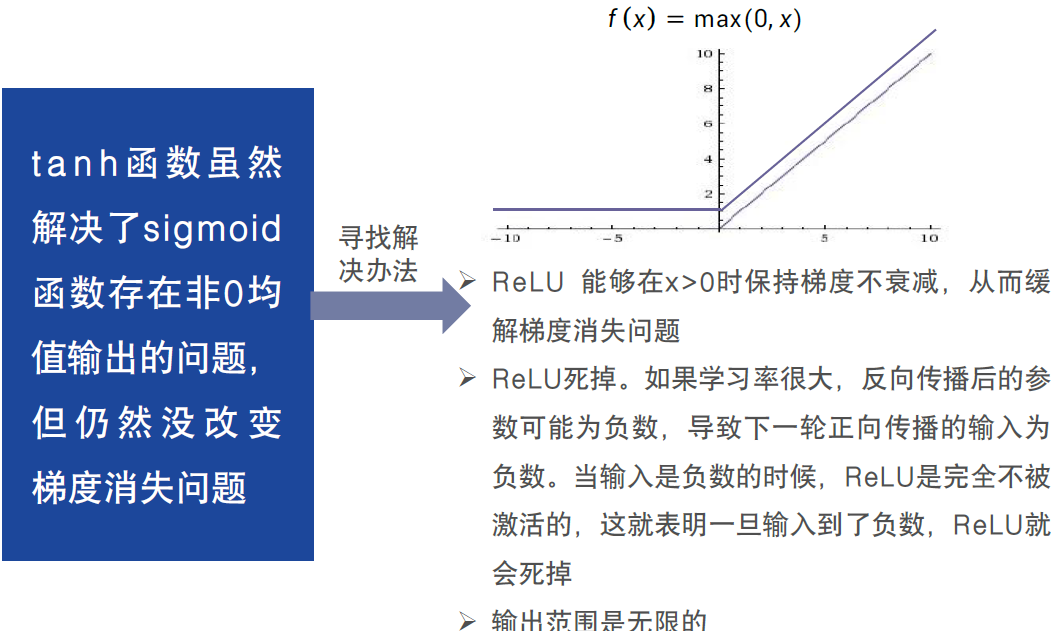 f(x) = max(0, x)
10
8
6
4
2
-10
-5
5
10
tanh函数虽然
解决了sigmoid
函数存在非0均
值输出的问题，
但仍然没改变
梯度消失问题
寻找解
决办法
➢ ReLU 能够在x>0时保持梯度不衰减，从而缓
解梯度消失问题
➢ ReLU死掉。如果学习率很大，反向传播后的参
数可能为负数，导致下一轮正向传播的输入为
负数。当输入是负数的时候，ReLU是完全不被
激活的，这就表明一旦输入到了负数，ReLU就
会死掉
➢ 输出范围是无限的